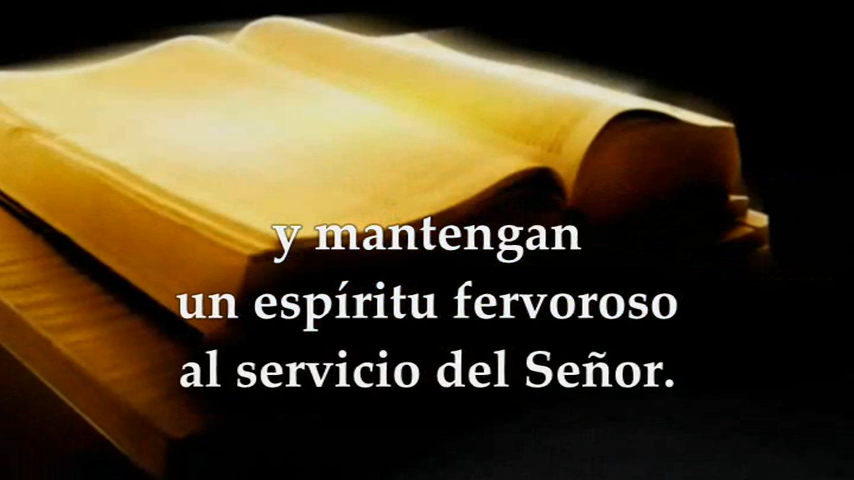 y mantengan
un espíritu fervoroso
al servicio del Señor.